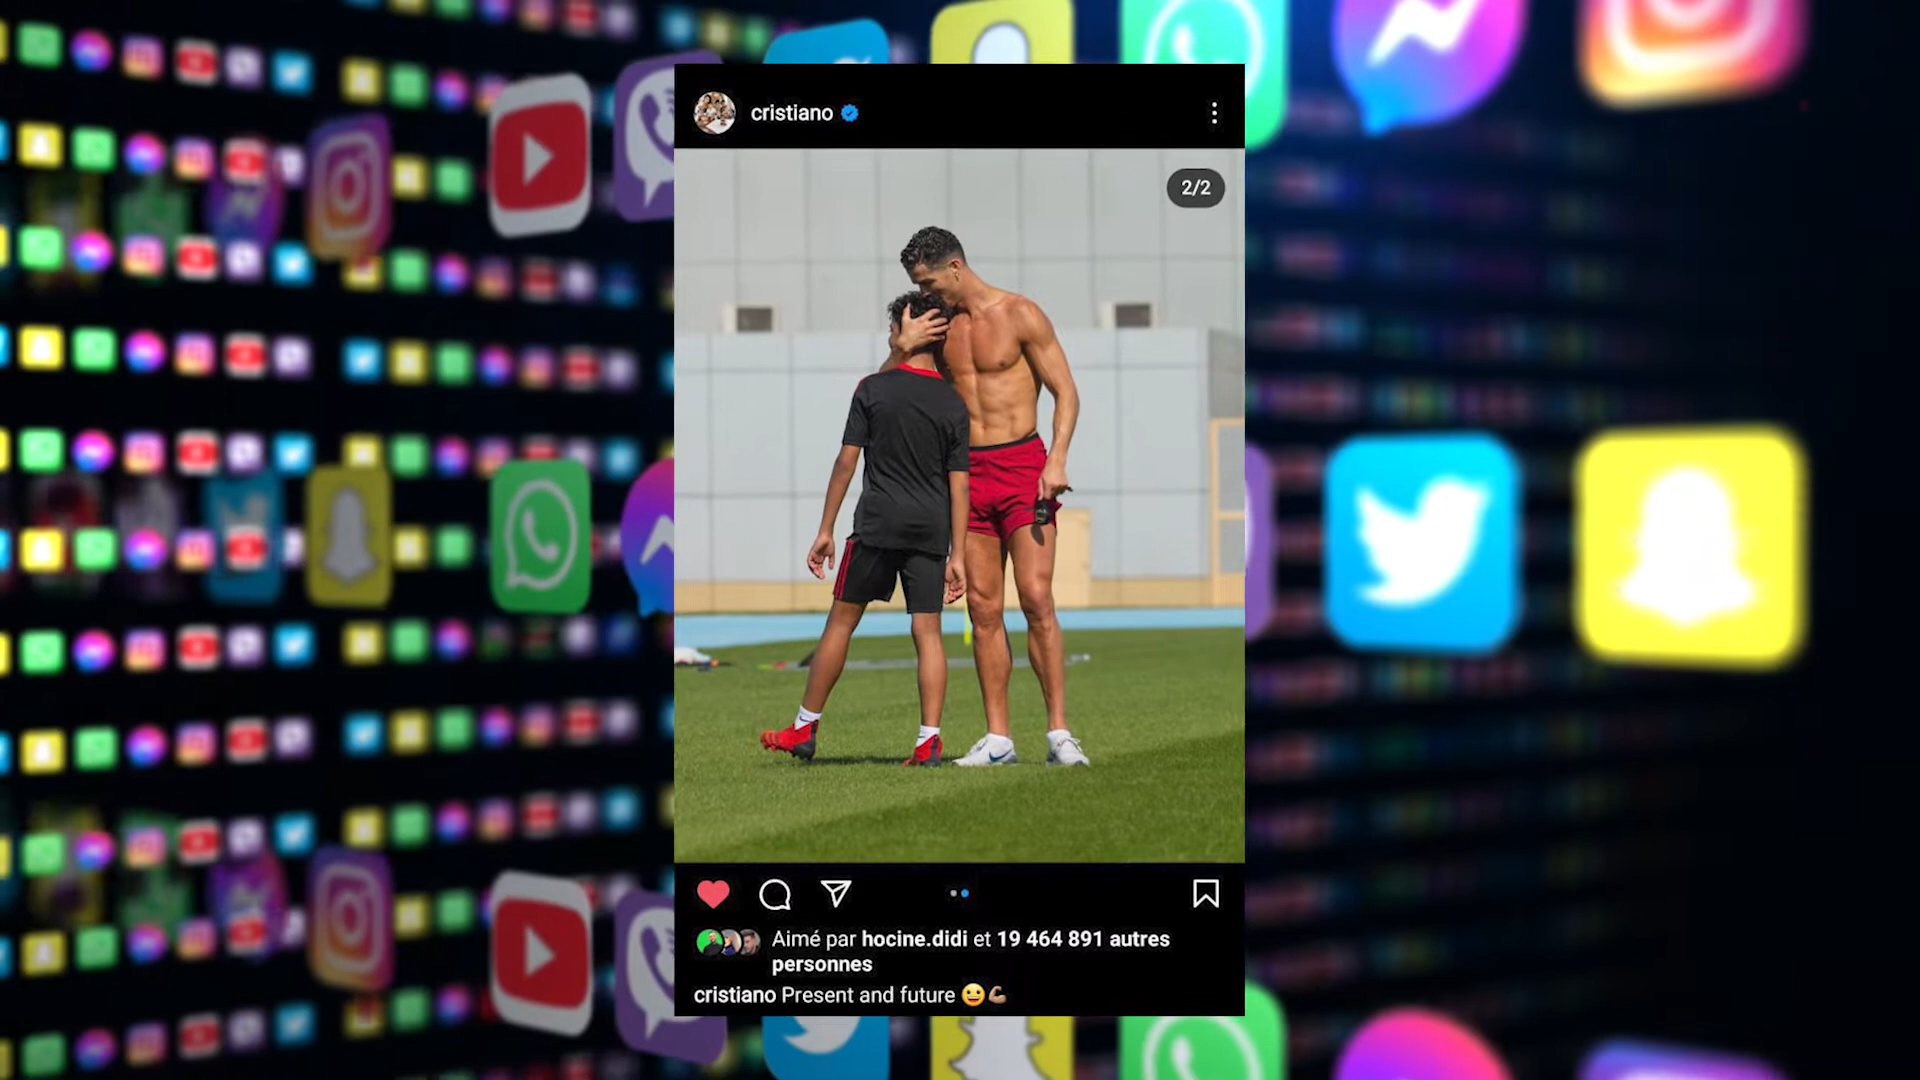 cristiano
2/2
Aimé par hocine.didi et 19 464 891 autres
personnes
cristiano Present and future 😀💪🏽